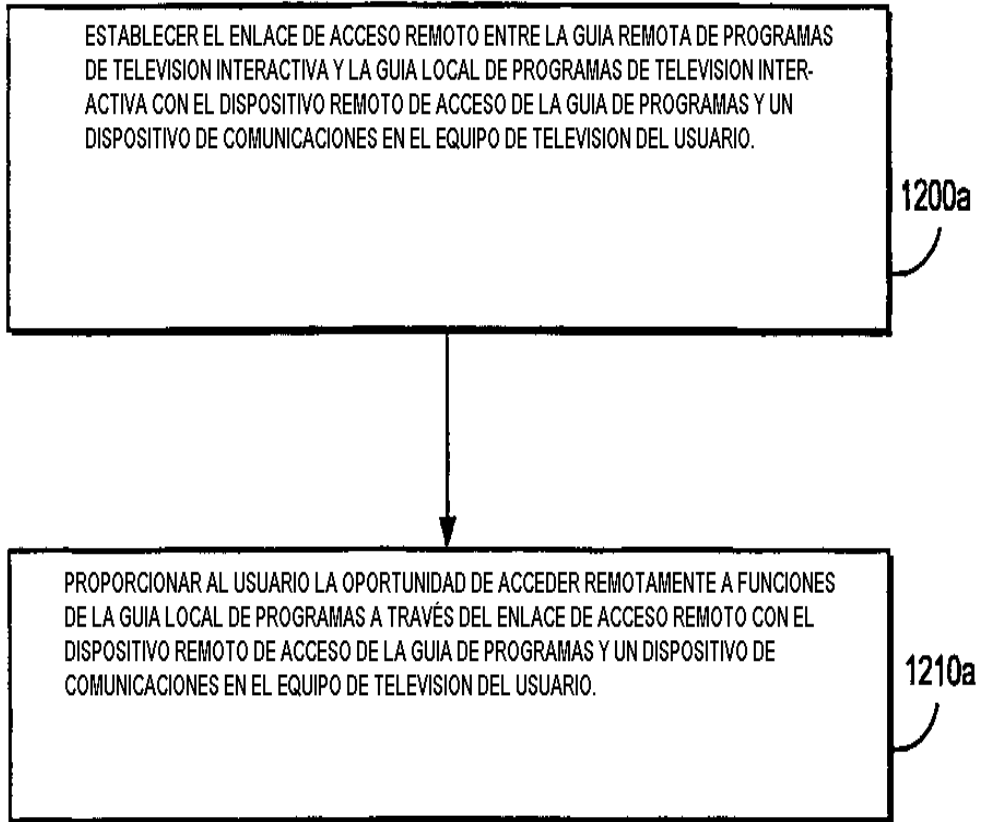 ESTABLECER EL ENLACE DE ACCESO REMOTO ENTRE LA GUIA REMOTA DE PROGRAMAS
DE TELEVISION INTERACTIVA Y LA GUIA LOCAL DE PROGRAMAS DE TELEVISION INTER-
ACTIVA CON EL DISPOSITIVO REMOTO DE ACCESO DE LA GUIA DE PROGRAMAS Y UN
DISPOSITIVO DE COMUNICACIONES EN EL EQUIPO DE TELEVISION DEL USUARIO.
1200a
PROPORCIONAR AL USUARIO LA OPORTUNIDAD DE ACCEDER REMOTAMENTE A FUNCIONES
DE LA GUIA LOCAL DE PROGRAMAS A TRAVÉS DEL ENLACE DE ACCESO REMOTO CON EL
DISPOSITIVO REMOTO DE ACCESO DE LA GUIA DE PROGRAMAS Y UN DISPOSITIVO DE
COMUNICACIONES EN EL EQUIPO DE TELEVISION DEL USUARIO.
1210a